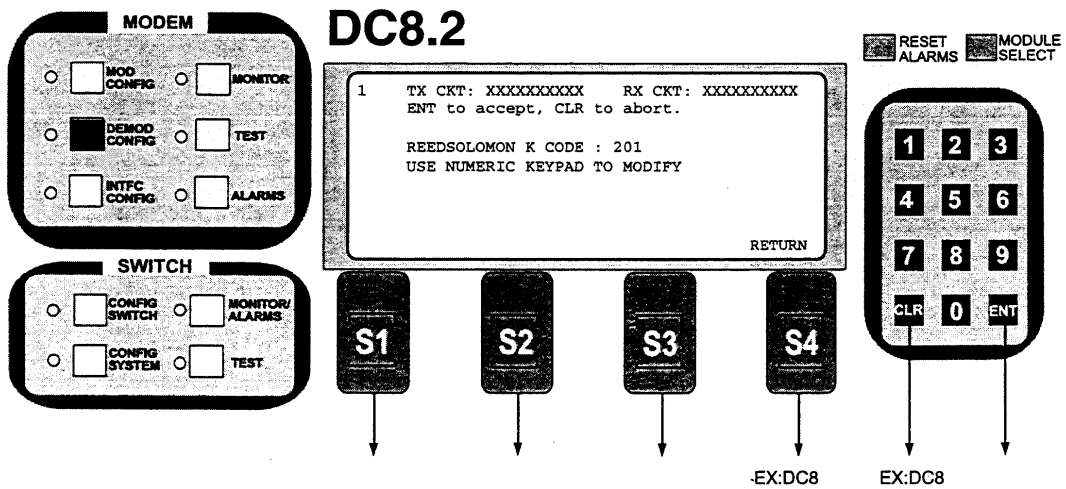 DC8.2
MODEM
MOD CONFIG
MONITOR
DEMOD CONFIG
TEST
INTFC CONFIG
ALARMS
SWITCH
CONFIG SWITCH
MONITOR/ ALARMS
CONFIG SYSTEM
TEST
1 TX CKT: XXXXXXXXXX RX CKT: XXXXXXXXXX
ENT to accept, CLR to abort.
REEDSOLOMON K CODE : 201
USE NUMERIC KEYPAD TO MODIFY
RETURN
S1 S2 S3 S4
RESET ALARMS
MODULE SELECT
1 2 3
4 5 6
7 8 9
CLR 0 ENT
EX:DC8
EX:DC8